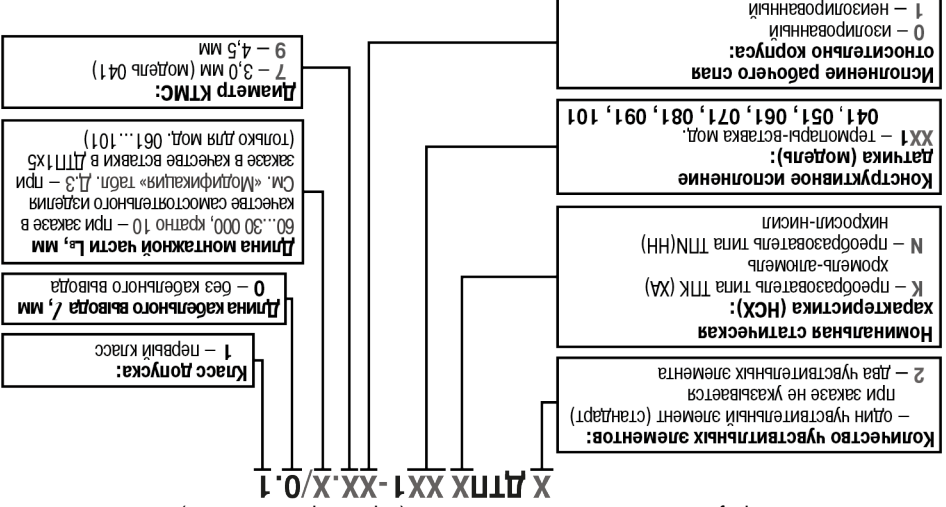 Х ДТПХ ХХ1-ХХ.Х/0.1
Количество чувствительных элементов:
– один чувствительный элемент (стандарт)
при заказе не указывается
2 – два чувствительных элемента
Номинальная статическая
характеристика (НСХ):
К – преобразователь типа ТПК (ХА)
хромель-алюмель
N – преобразователь типа ТПN(НН)
нихросил-нисил
Конструктивное исполнение
датчика (модель):
ХХ1 – термопары-вставка мод.
041, 051, 061, 071, 081, 091, 101
Исполнение рабочего спая
относительно корпуса:
0 – изолированный
1 – неизолированный
Класс допуска:
1 – первый класс
Длина кабельного вывода l, мм
0 – без кабельного вывода
Длина монтажной части Lв, мм
60…30 000, кратно 10 – при заказе в
качестве самостоятельного изделия
См. «Модификация» табл. Д.3 – при
заказе в качестве вставки в ДТП1х5
(только для мод. 061…101)
Диаметр КТМС:
7 – 3,0 мм (модель 041)
9 – 4,5 мм